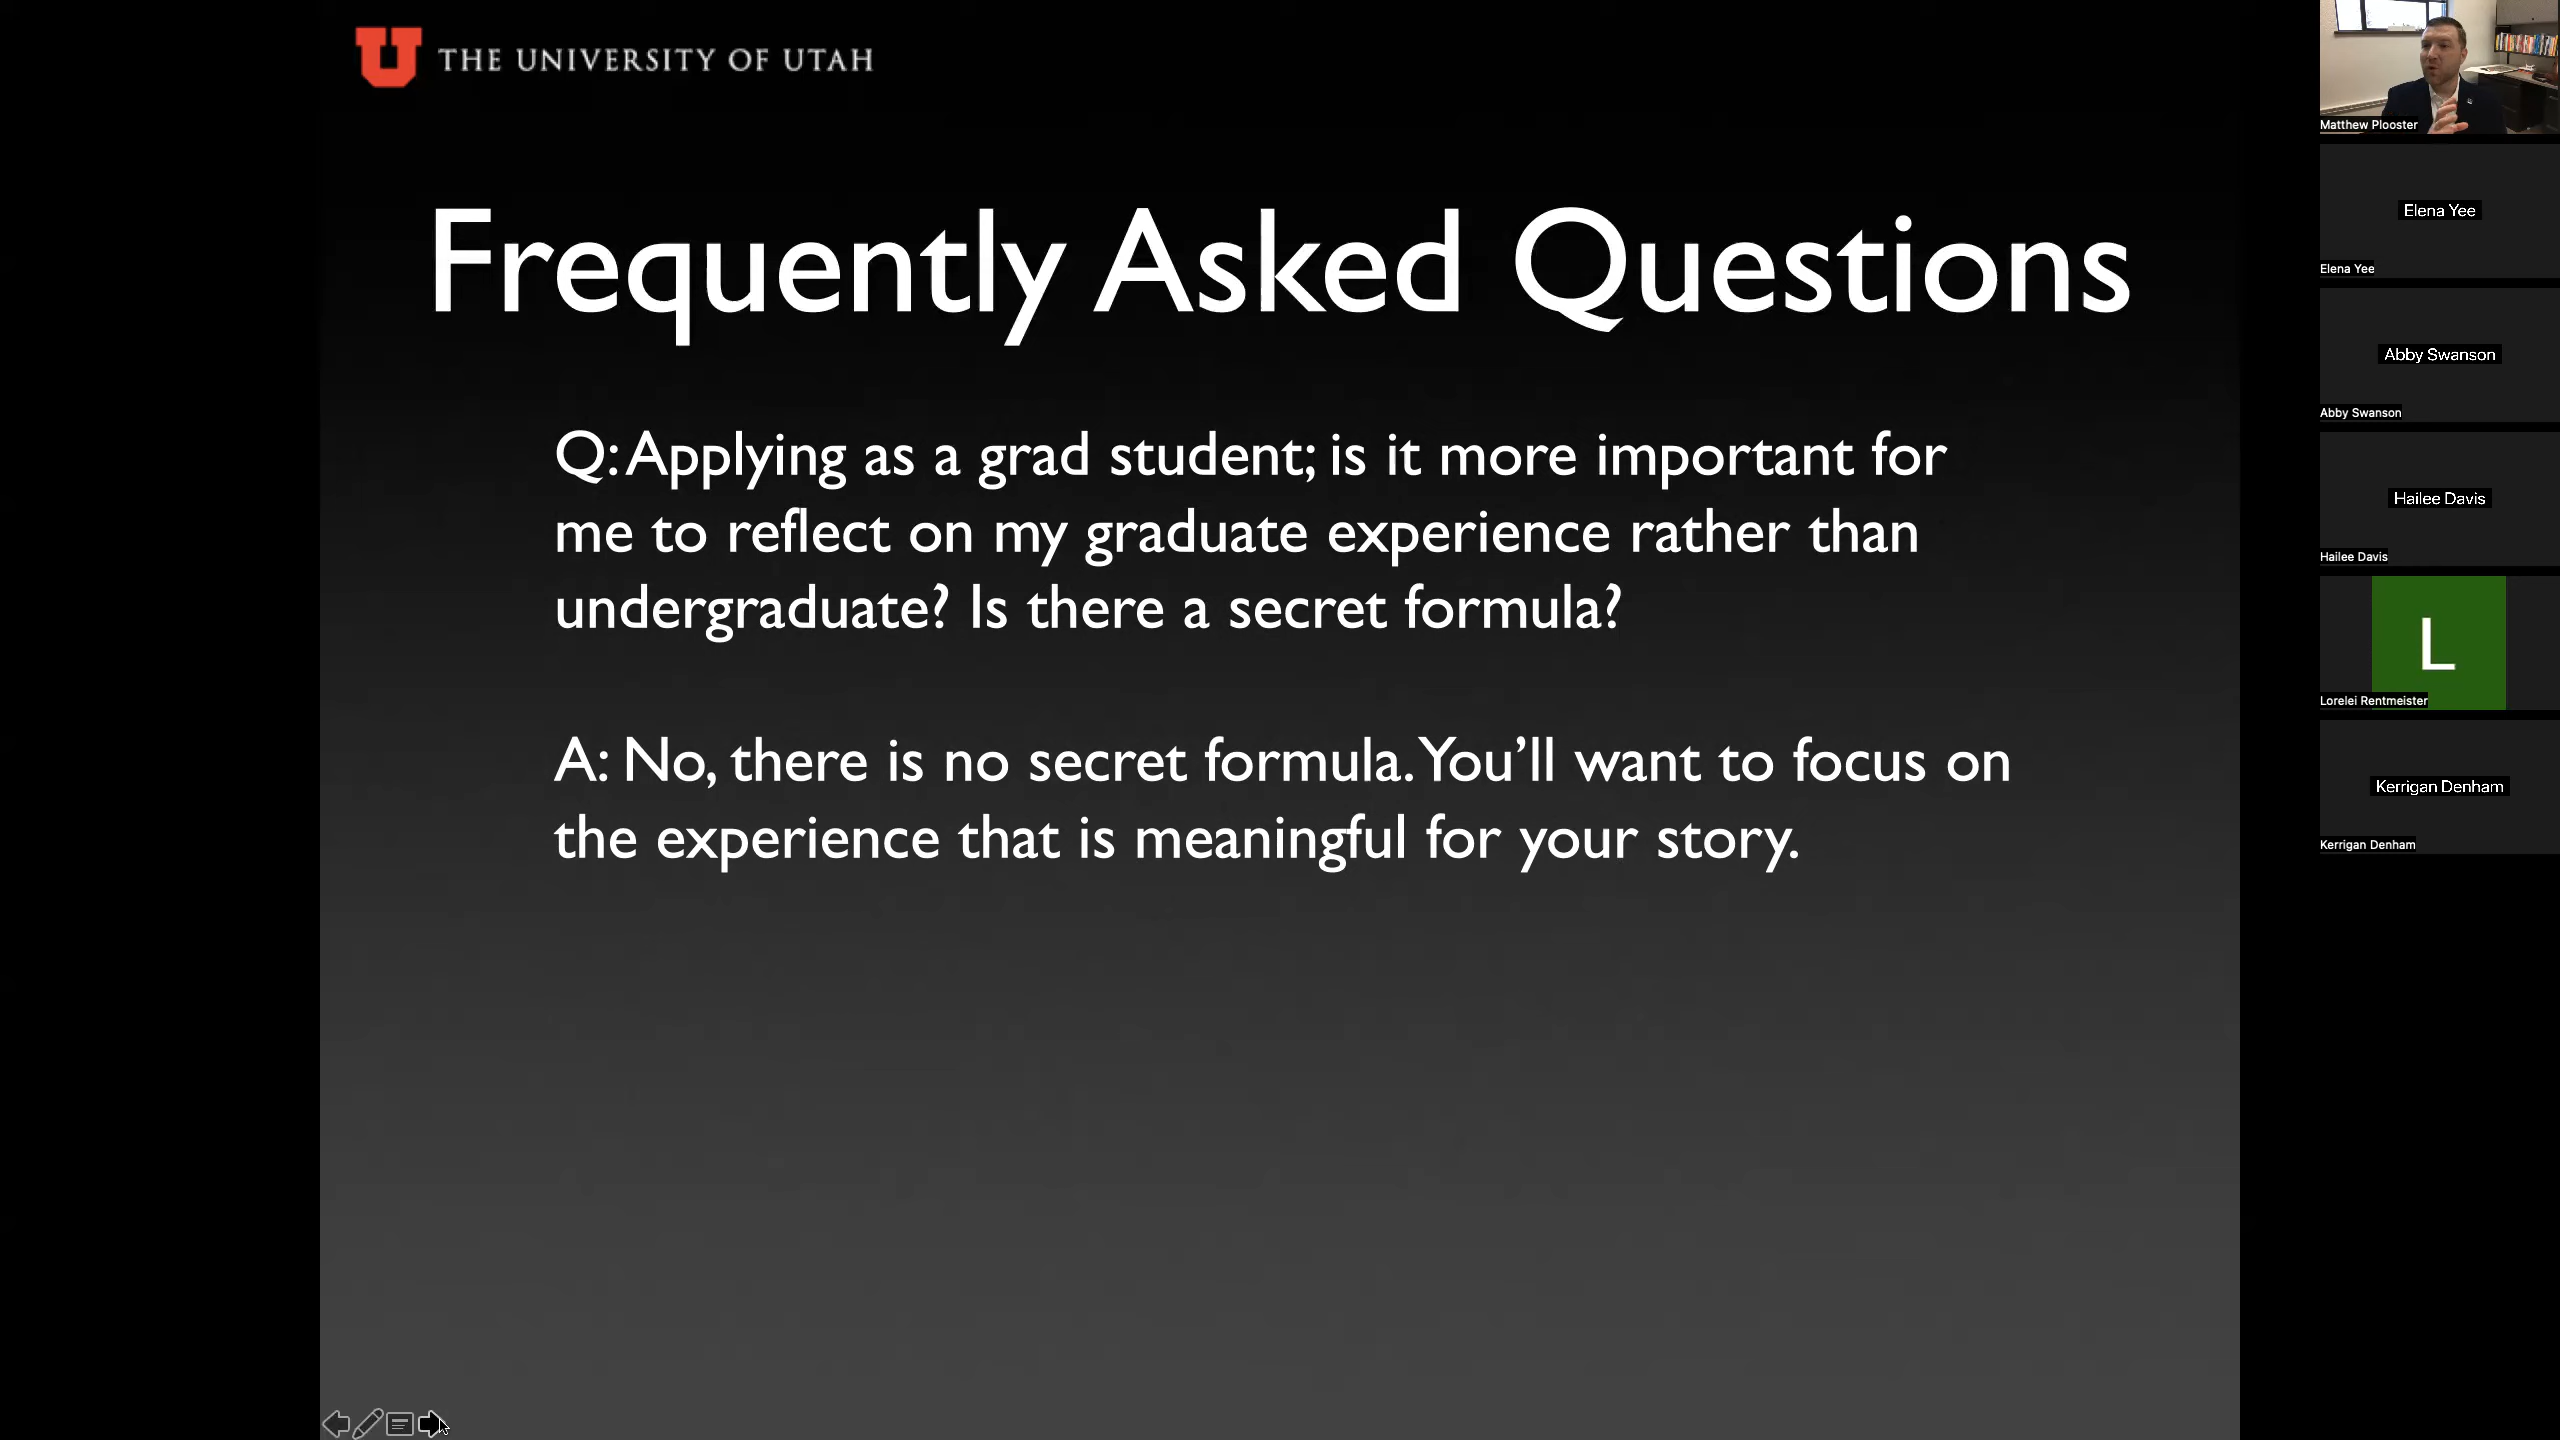 THE UNIVERSITY OF UTAH
Frequently Asked Questions
Q: Applying as a grad student; is it more important for
me to reflect on my graduate experience rather than
undergraduate? Is there a secret formula?
A: No, there is no secret formula. You’ll want to focus on
the experience that is meaningful for your story.
Matthew Plooster
Elena Yee
Elena Yee
Abby Swanson
Abby Swanson
Hailee Davis
Hailee Davis
L
Lorelei Rentmeister
Kerrigan Denham
Kerrigan Denham